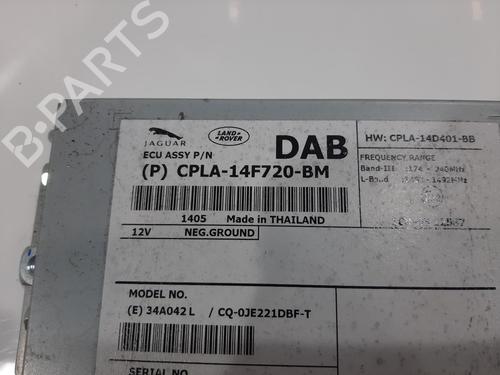 B-PARTS
JAGUAR
LAND ROVER
DAB
HW: CPLA-14D401-BB
ECU ASSY P/N
(P) CPLA-14F720-BM
FREQUENCY RANGE
Band-III :174 - 240MHz
L-Band
1492MHz
1405 Made in THAILAND
12V NEG.GROUND
MODEL NO.
(E) 34A042 L / CQ-0JE221DBF-T
SERIAL NO.